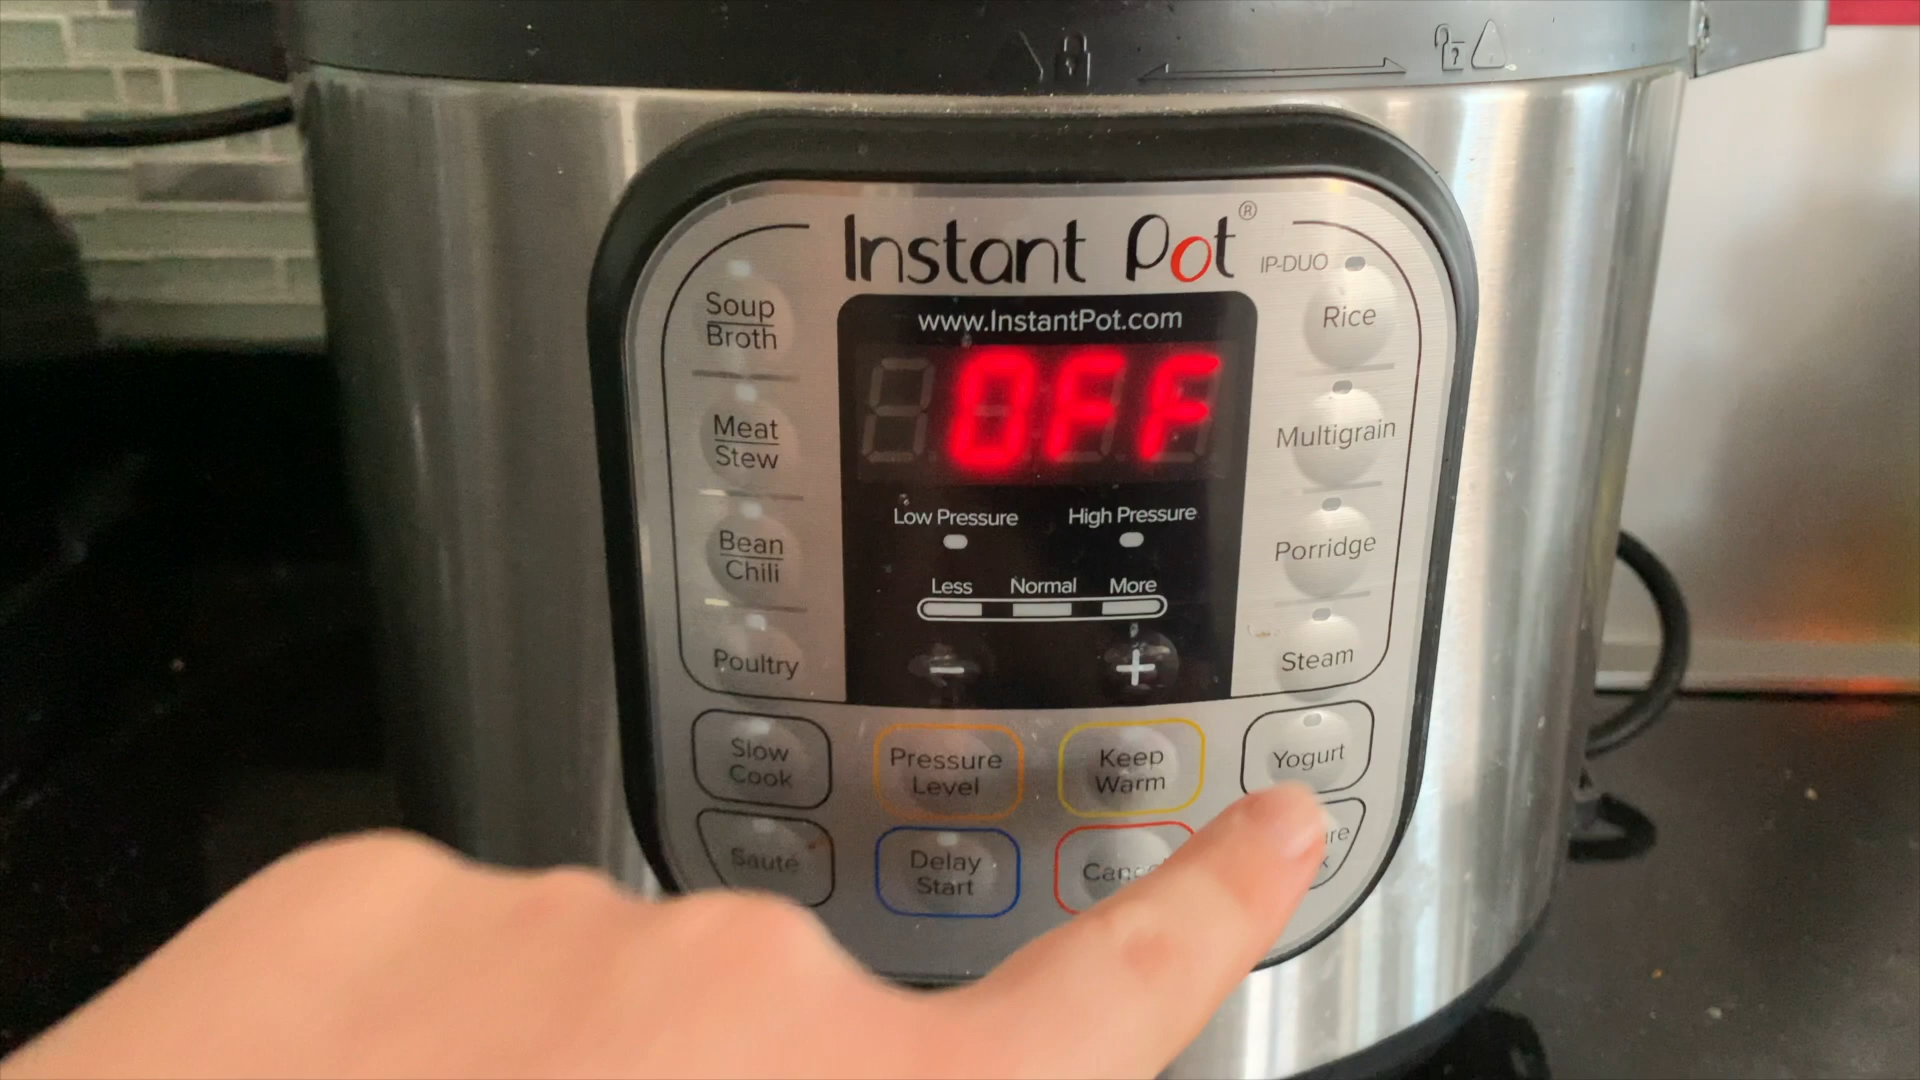 Instant Pot®
IP-DUO
www.InstantPot.com
OFF
Soup
Broth
Meat
Stew
Bean
Chili
Poultry
Low Pressure
High Pressure
Less Normal More
− +
Rice
Multigrain
Porridge
Steam
Slow
Cook
Pressure
Level
Keep
Warm
Yogurt
Sauté
Delay
Start